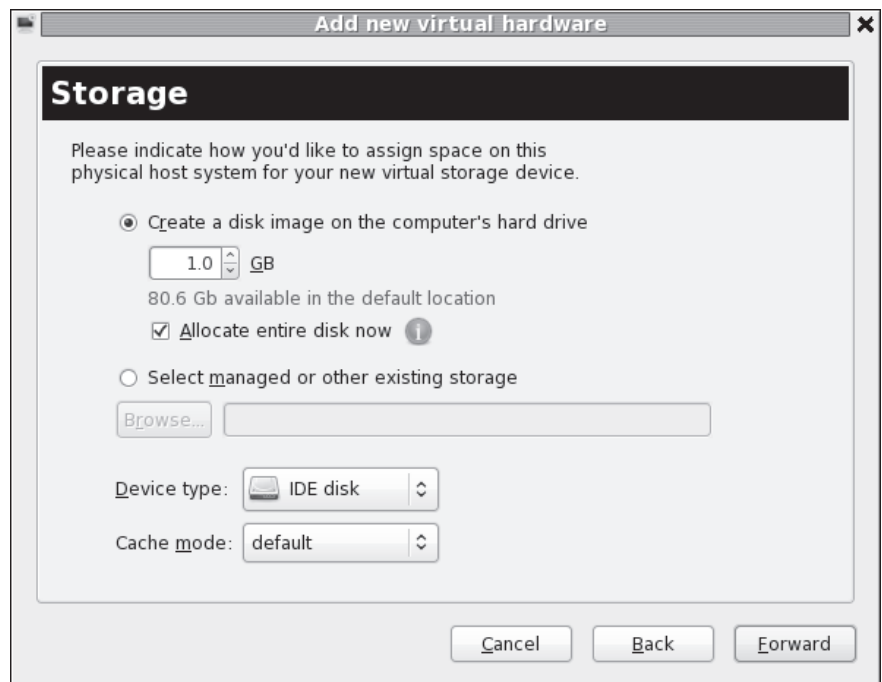 Add new virtual hardware
Storage
Please indicate how you'd like to assign space on this
physical host system for your new virtual storage device.
Create a disk image on the computer's hard drive
1.0 GB
80.6 Gb available in the default location
Allocate entire disk now
Select managed or other existing storage
Browse...
Device type: IDE disk
Cache mode: default
Cancel Back Forward